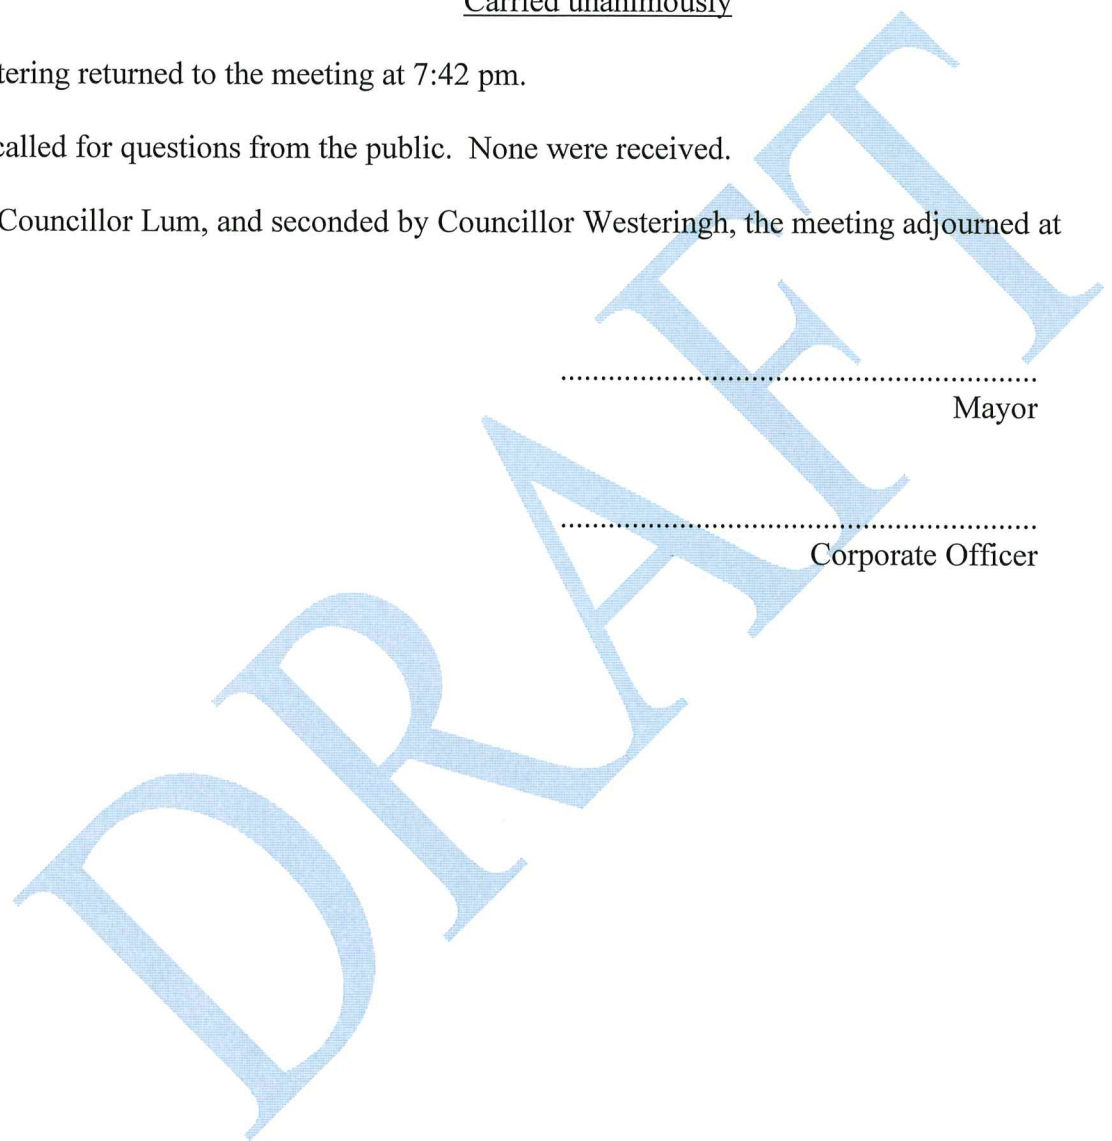 Carried unanimously
tering returned to the meeting at 7:42 pm.
called for questions from the public. None were received.
Councillor Lum, and seconded by Councillor Westeringh, the meeting adjourned at
Mayor
Corporate Officer
DRAFT